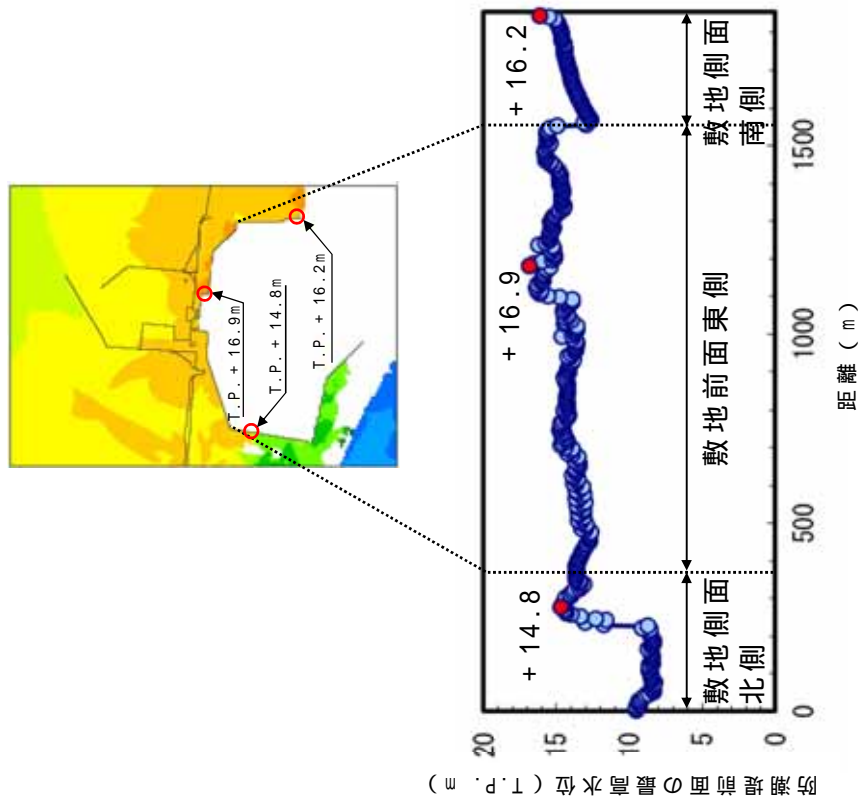 T.P.+16.9m
T.P.+14.8m
T.P.+16.2m
防潮堤前面の最高水位(T.P. m)
20
15
10
5
0
+14.8
+16.9
+16.2
敷地側面
北側
敷地前面東側
敷地側面
南側
0
500
1000
1500
距離(m)